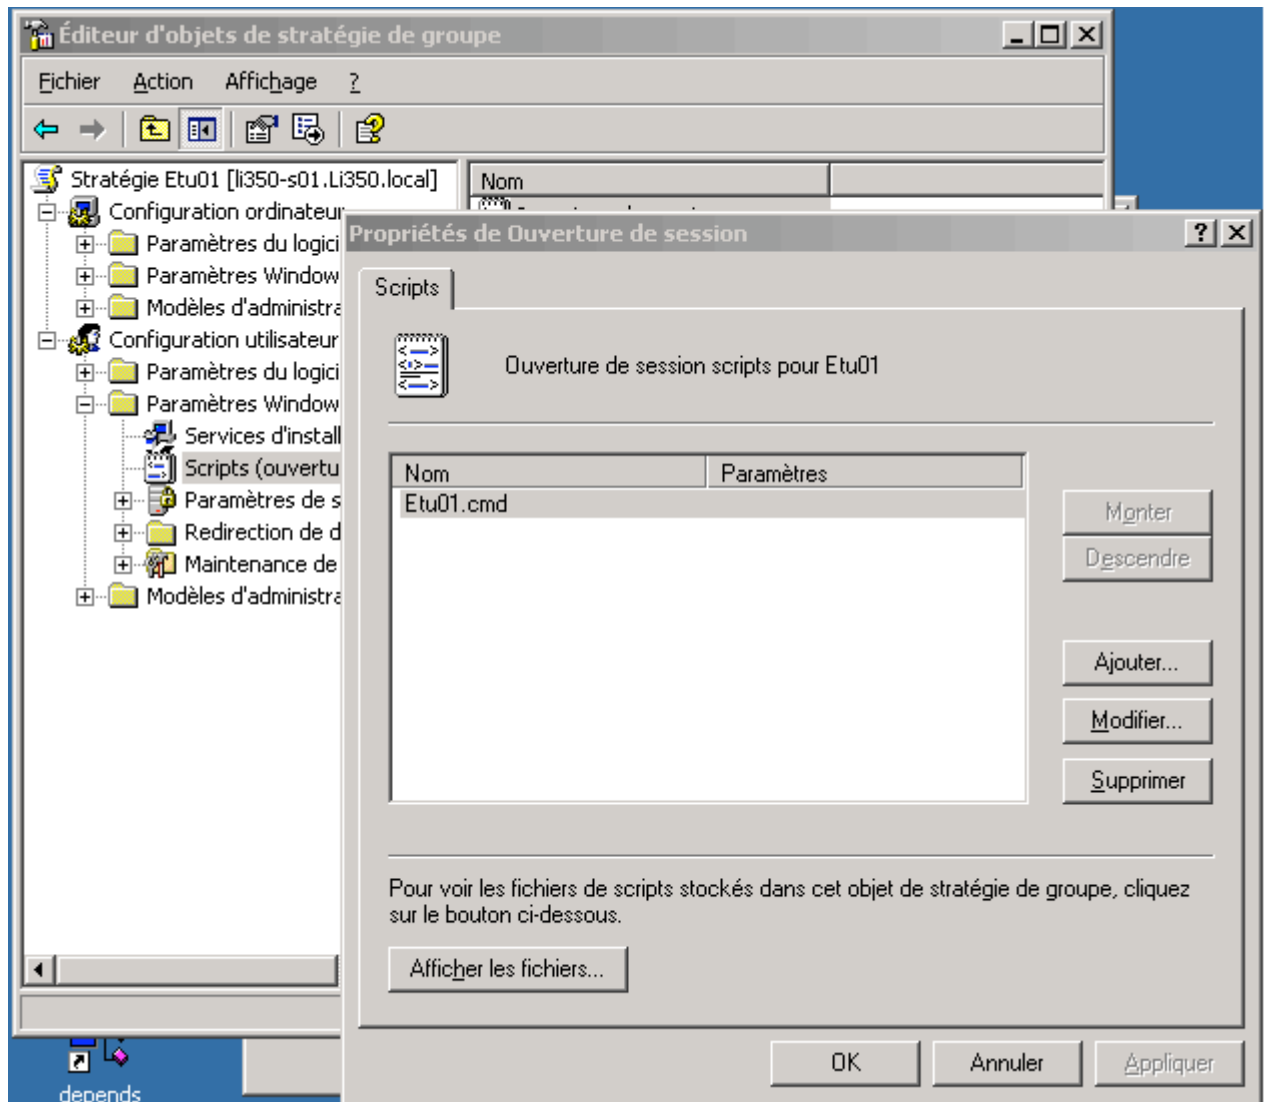 Éditeur d'objets de stratégie de groupe
Fichier Action Affichage ?
Stratégie Etu01 [li350-s01.Li350.local]
Configuration ordinateur
Paramètres du logici
Paramètres Window
Modèles d'administra
Configuration utilisateur
Paramètres du logici
Paramètres Window
Services d'install
Scripts (ouvertu
Paramètres de s
Redirection de d
Maintenance de
Modèles d'administra
Nom
Propriétés de Ouverture de session
Scripts
Ouverture de session scripts pour Etu01
Nom Paramètres
Etu01.cmd
Monter
Descendre
Ajouter...
Modifier...
Supprimer
Pour voir les fichiers de scripts stockés dans cet objet de stratégie de groupe, cliquez
sur le bouton ci-dessous.
Afficher les fichiers...
OK Annuler Appliquer
depends